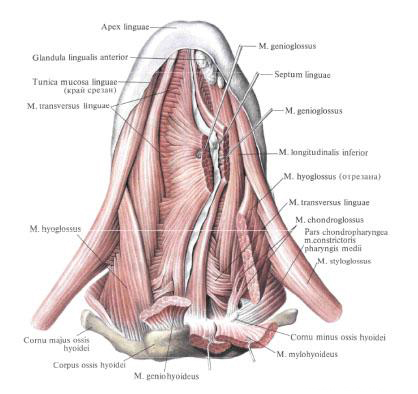 Apex linguae
Glandula lingualis anterior
Tunica mucosa linguae
(край срезан)
M. transversus linguae
M. hyoglossus
Cornu majus ossis
hyoidei
Corpus ossis hyoidei
M. geniohyoideus
M. genioglossus
Septum linguae
M. genioglossus
M. longitudinalis inferior
M. hyoglossus (отрезана)
M. transversus linguae
M. chondroglossus
Pars chondropharyngea
m.constrictoris
pharyngis medii
M. styloglossus
Cornu minus ossis hyoidei
M. mylohyoideus